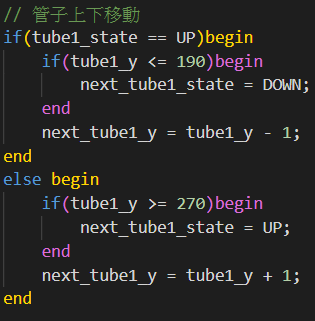 // 管子上下移動
if(tube1_state == UP)begin
    if(tube1_y <= 190)begin
        next_tube1_state = DOWN;
    end
    next_tube1_y = tube1_y - 1;
end
else begin
    if(tube1_y >= 270)begin
        next_tube1_state = UP;
    end
    next_tube1_y = tube1_y + 1;
end